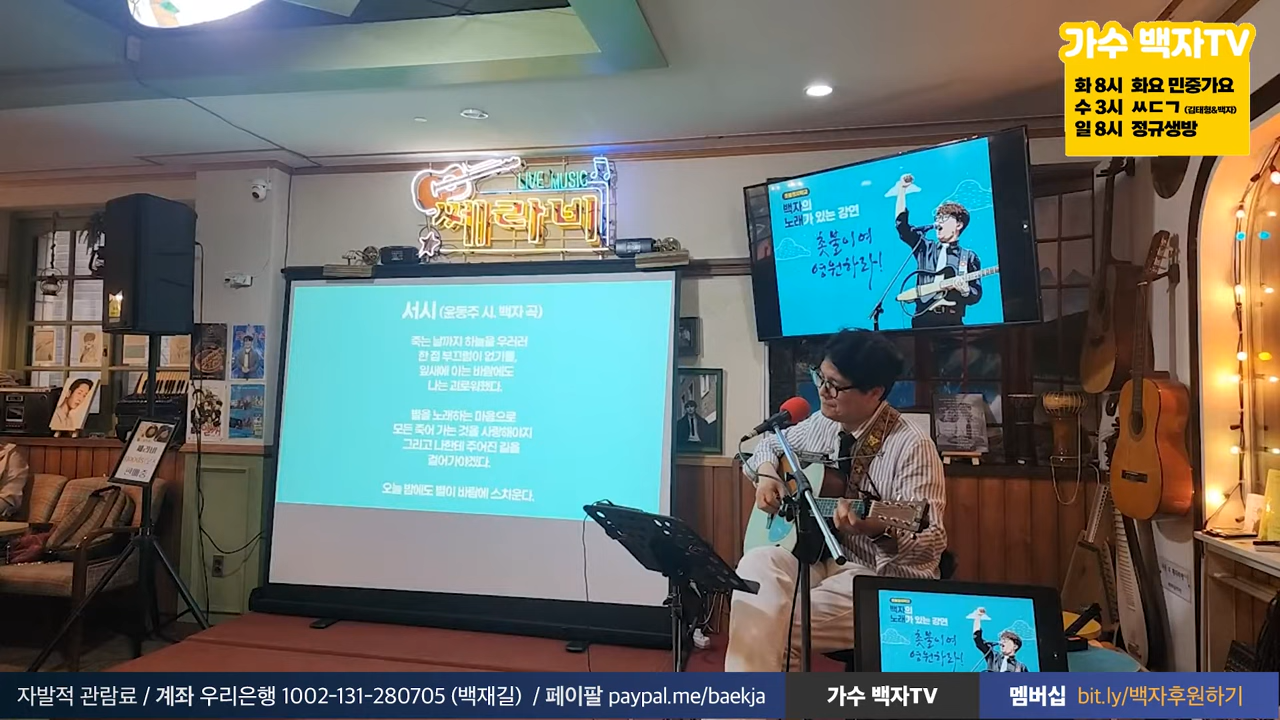 가수 백자TV
화 8시 화요 민중가요
수 3시 ㅆㄷㄱ (김태형&백자)
일 8시 정규생방
LIVE MUSIC
쎄라비
서시 (윤동주 시, 백자 곡)
죽는 날까지 하늘을 우러러
한 점 부끄럼이 없기를,
잎새에 이는 바람에도
나는 괴로워했다.
별을 노래하는 마음으로
모든 죽어 가는 것을 사랑해야지
그리고 나한테 주어진 길을
걸어가야겠다.
오늘 밤에도 별이 바람에 스치운다.
백자의
노래가 있는 강연
촛불이여
영원하라!
백자의
노래가 있는 강연
촛불이여
영원하라!
자발적 관람료 / 계좌 우리은행 1002-131-280705 (백재길) / 페이팔 paypal.me/baekja
가수 백자TV
멤버십 bit.ly/백자후원하기